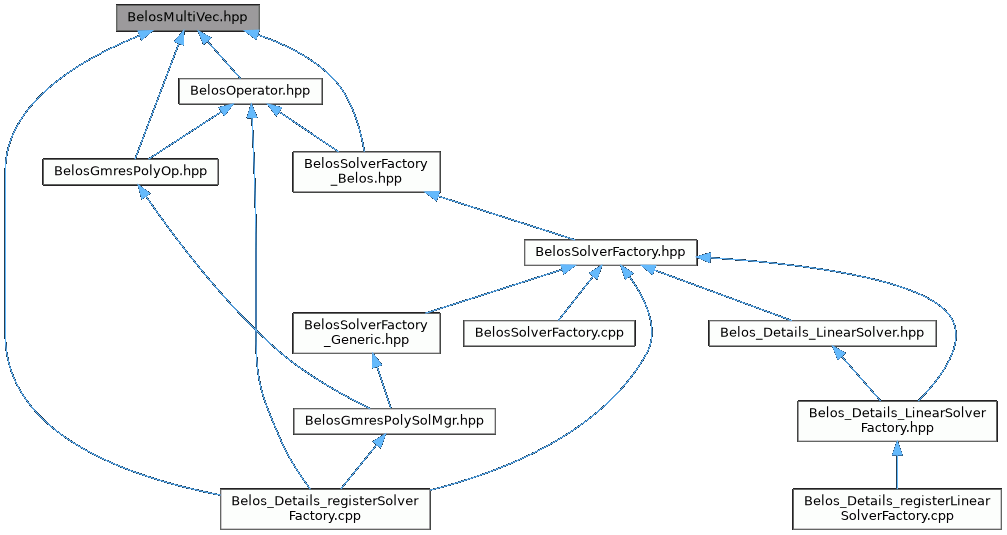 BelosMultiVec.hpp
BelosOperator.hpp
BelosGmresPolyOp.hpp
BelosSolverFactory
_Belos.hpp
BelosSolverFactory.hpp
BelosSolverFactory
_Generic.hpp
BelosSolverFactory.cpp
Belos_Details_LinearSolver.hpp
BelosGmresPolySolMgr.hpp
Belos_Details_LinearSolver
Factory.hpp
Belos_Details_registerSolver
Factory.cpp
Belos_Details_registerLinear
SolverFactory.cpp